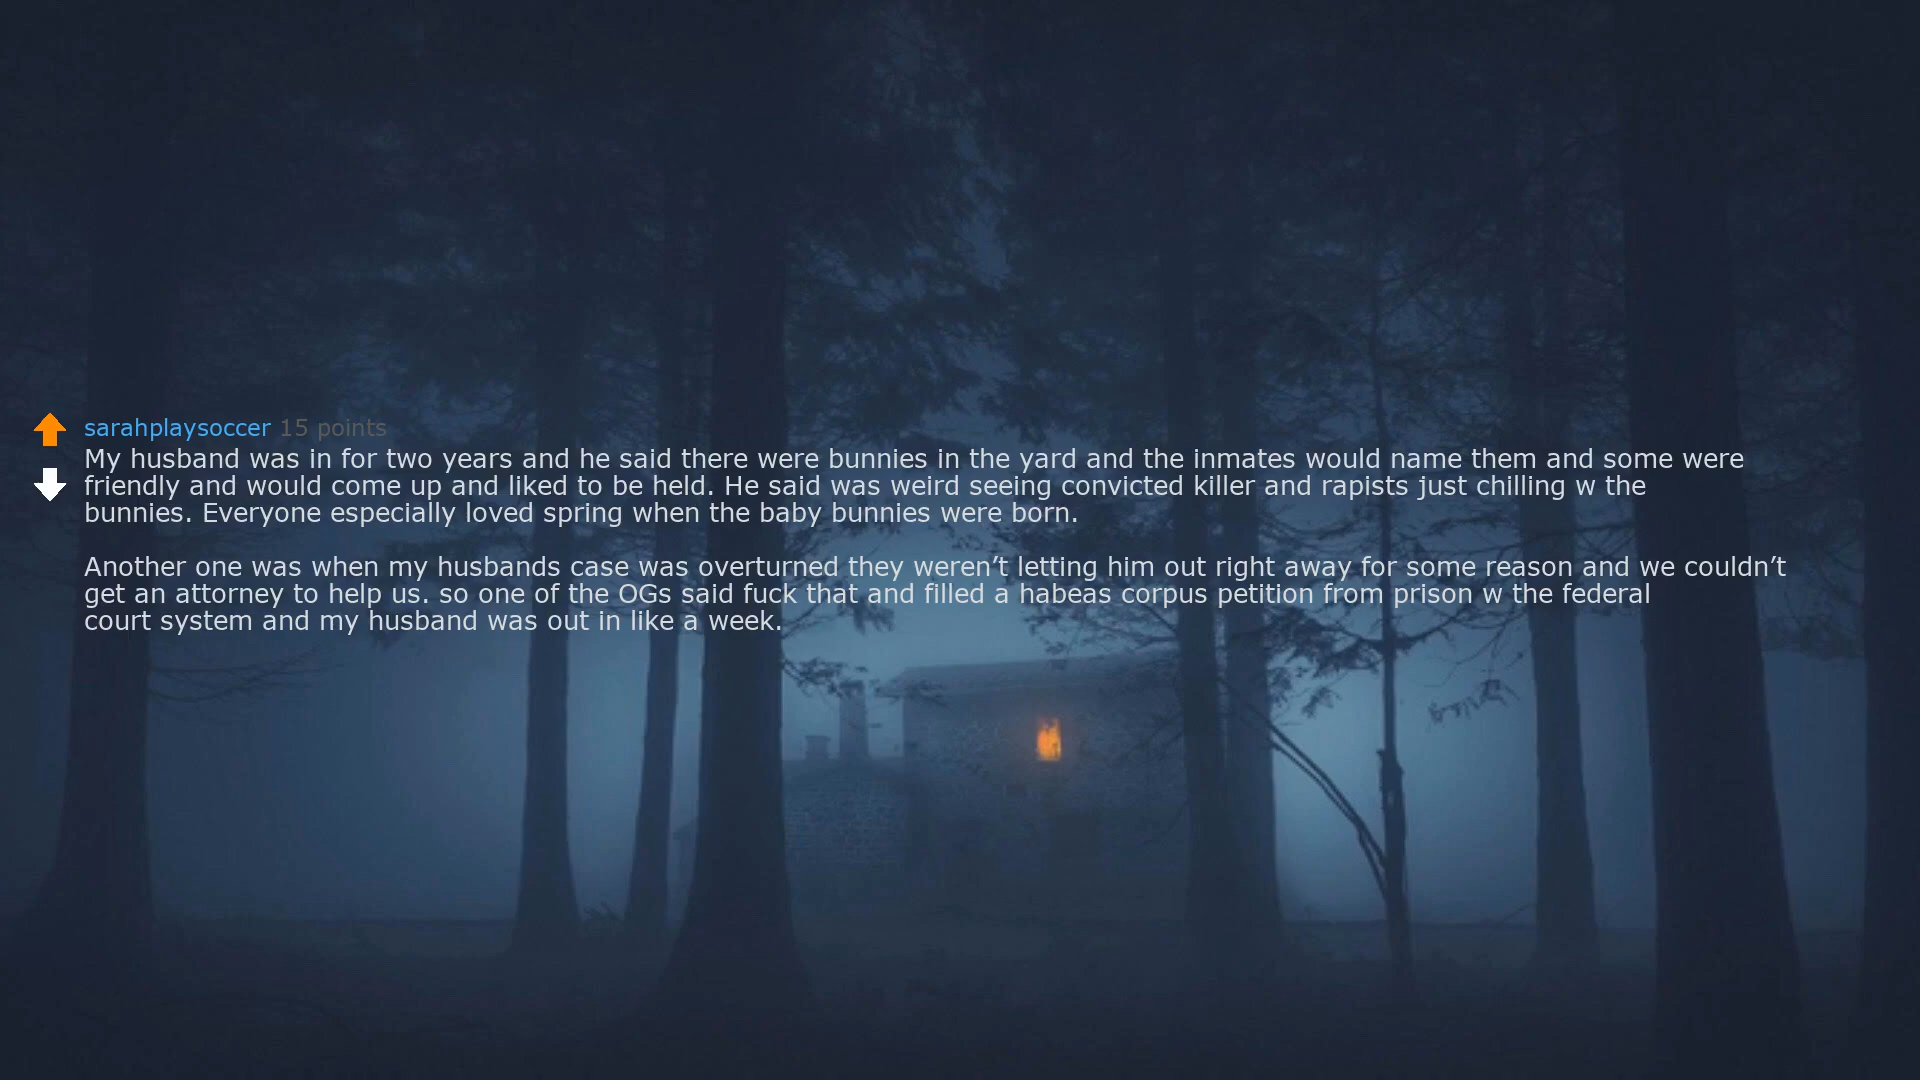 sarahplaysoccer 15 points
My husband was in for two years and he said there were bunnies in the yard and the inmates would name them and some were
friendly and would come up and liked to be held. He said was weird seeing convicted killer and rapists just chilling w the
bunnies. Everyone especially loved spring when the baby bunnies were born.
Another one was when my husbands case was overturned they weren’t letting him out right away for some reason and we couldn’t
get an attorney to help us. so one of the OGs said fuck that and filled a habeas corpus petition from prison w the federal
court system and my husband was out in like a week.